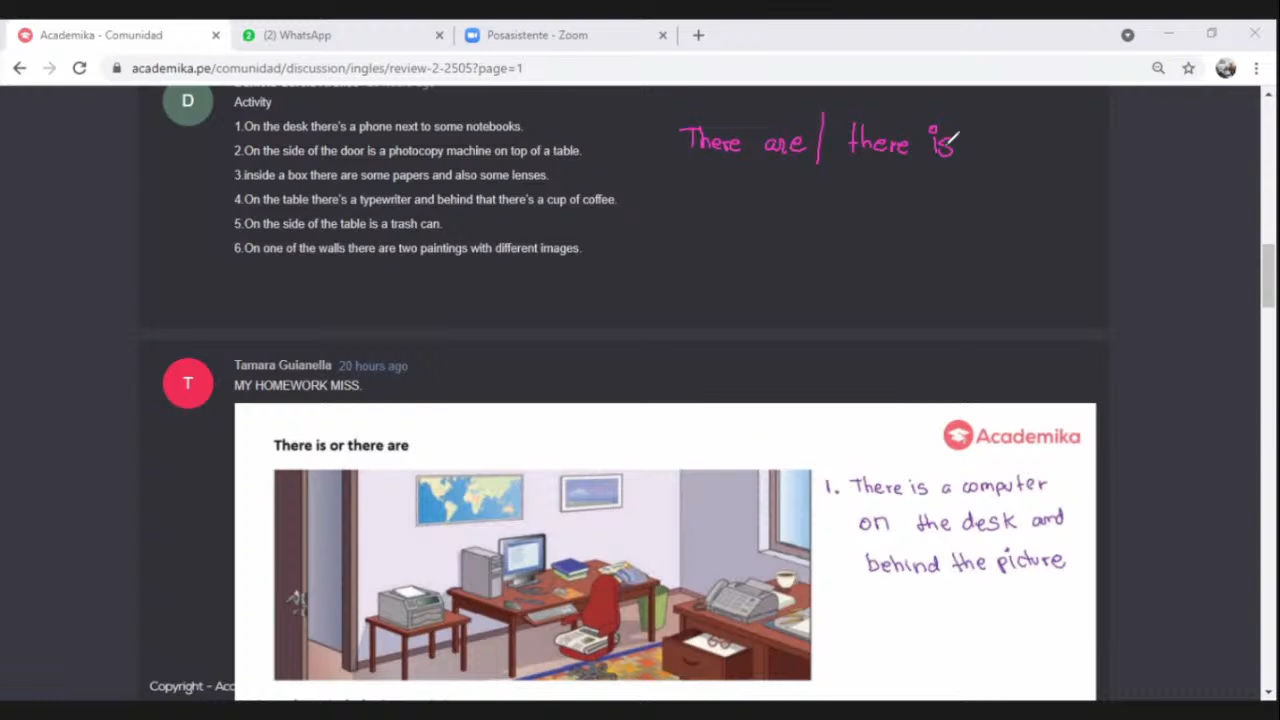 Academika - Comunidad
(2) WhatsApp
Posasistente - Zoom
academika.pe/comunidad/discussion/ingles/review-2-2505?page=1
D
Activity
1.On the desk there's a phone next to some notebooks.
2.On the side of the door is a photocopy machine on top of a table.
3.inside a box there are some papers and also some lenses.
4.On the table there's a typewriter and behind that there's a cup of coffee.
5.On the side of the table is a trash can.
6.On one of the walls there are two paintings with different images.
There are | there is
T
Tamara Guianella 20 hours ago
MY HOMEWORK MISS.
There is or there are
Academika
1. There is a computer
on the desk and
behind the picture
Copyright - Ac